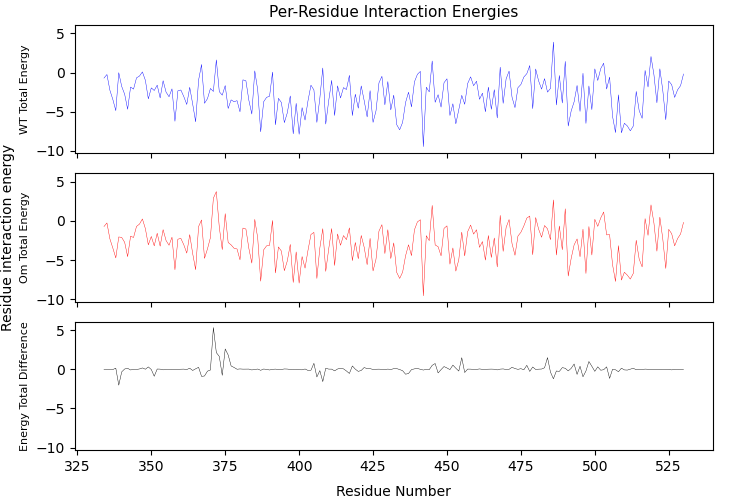 Per-Residue Interaction Energies
Residue interaction energy
WT Total Energy
5
0
−5
−10
Om Total Energy
5
0
−5
−10
Energy Total Difference
5
0
−5
−10
325 350 375 400 425 450 475 500 525
Residue Number